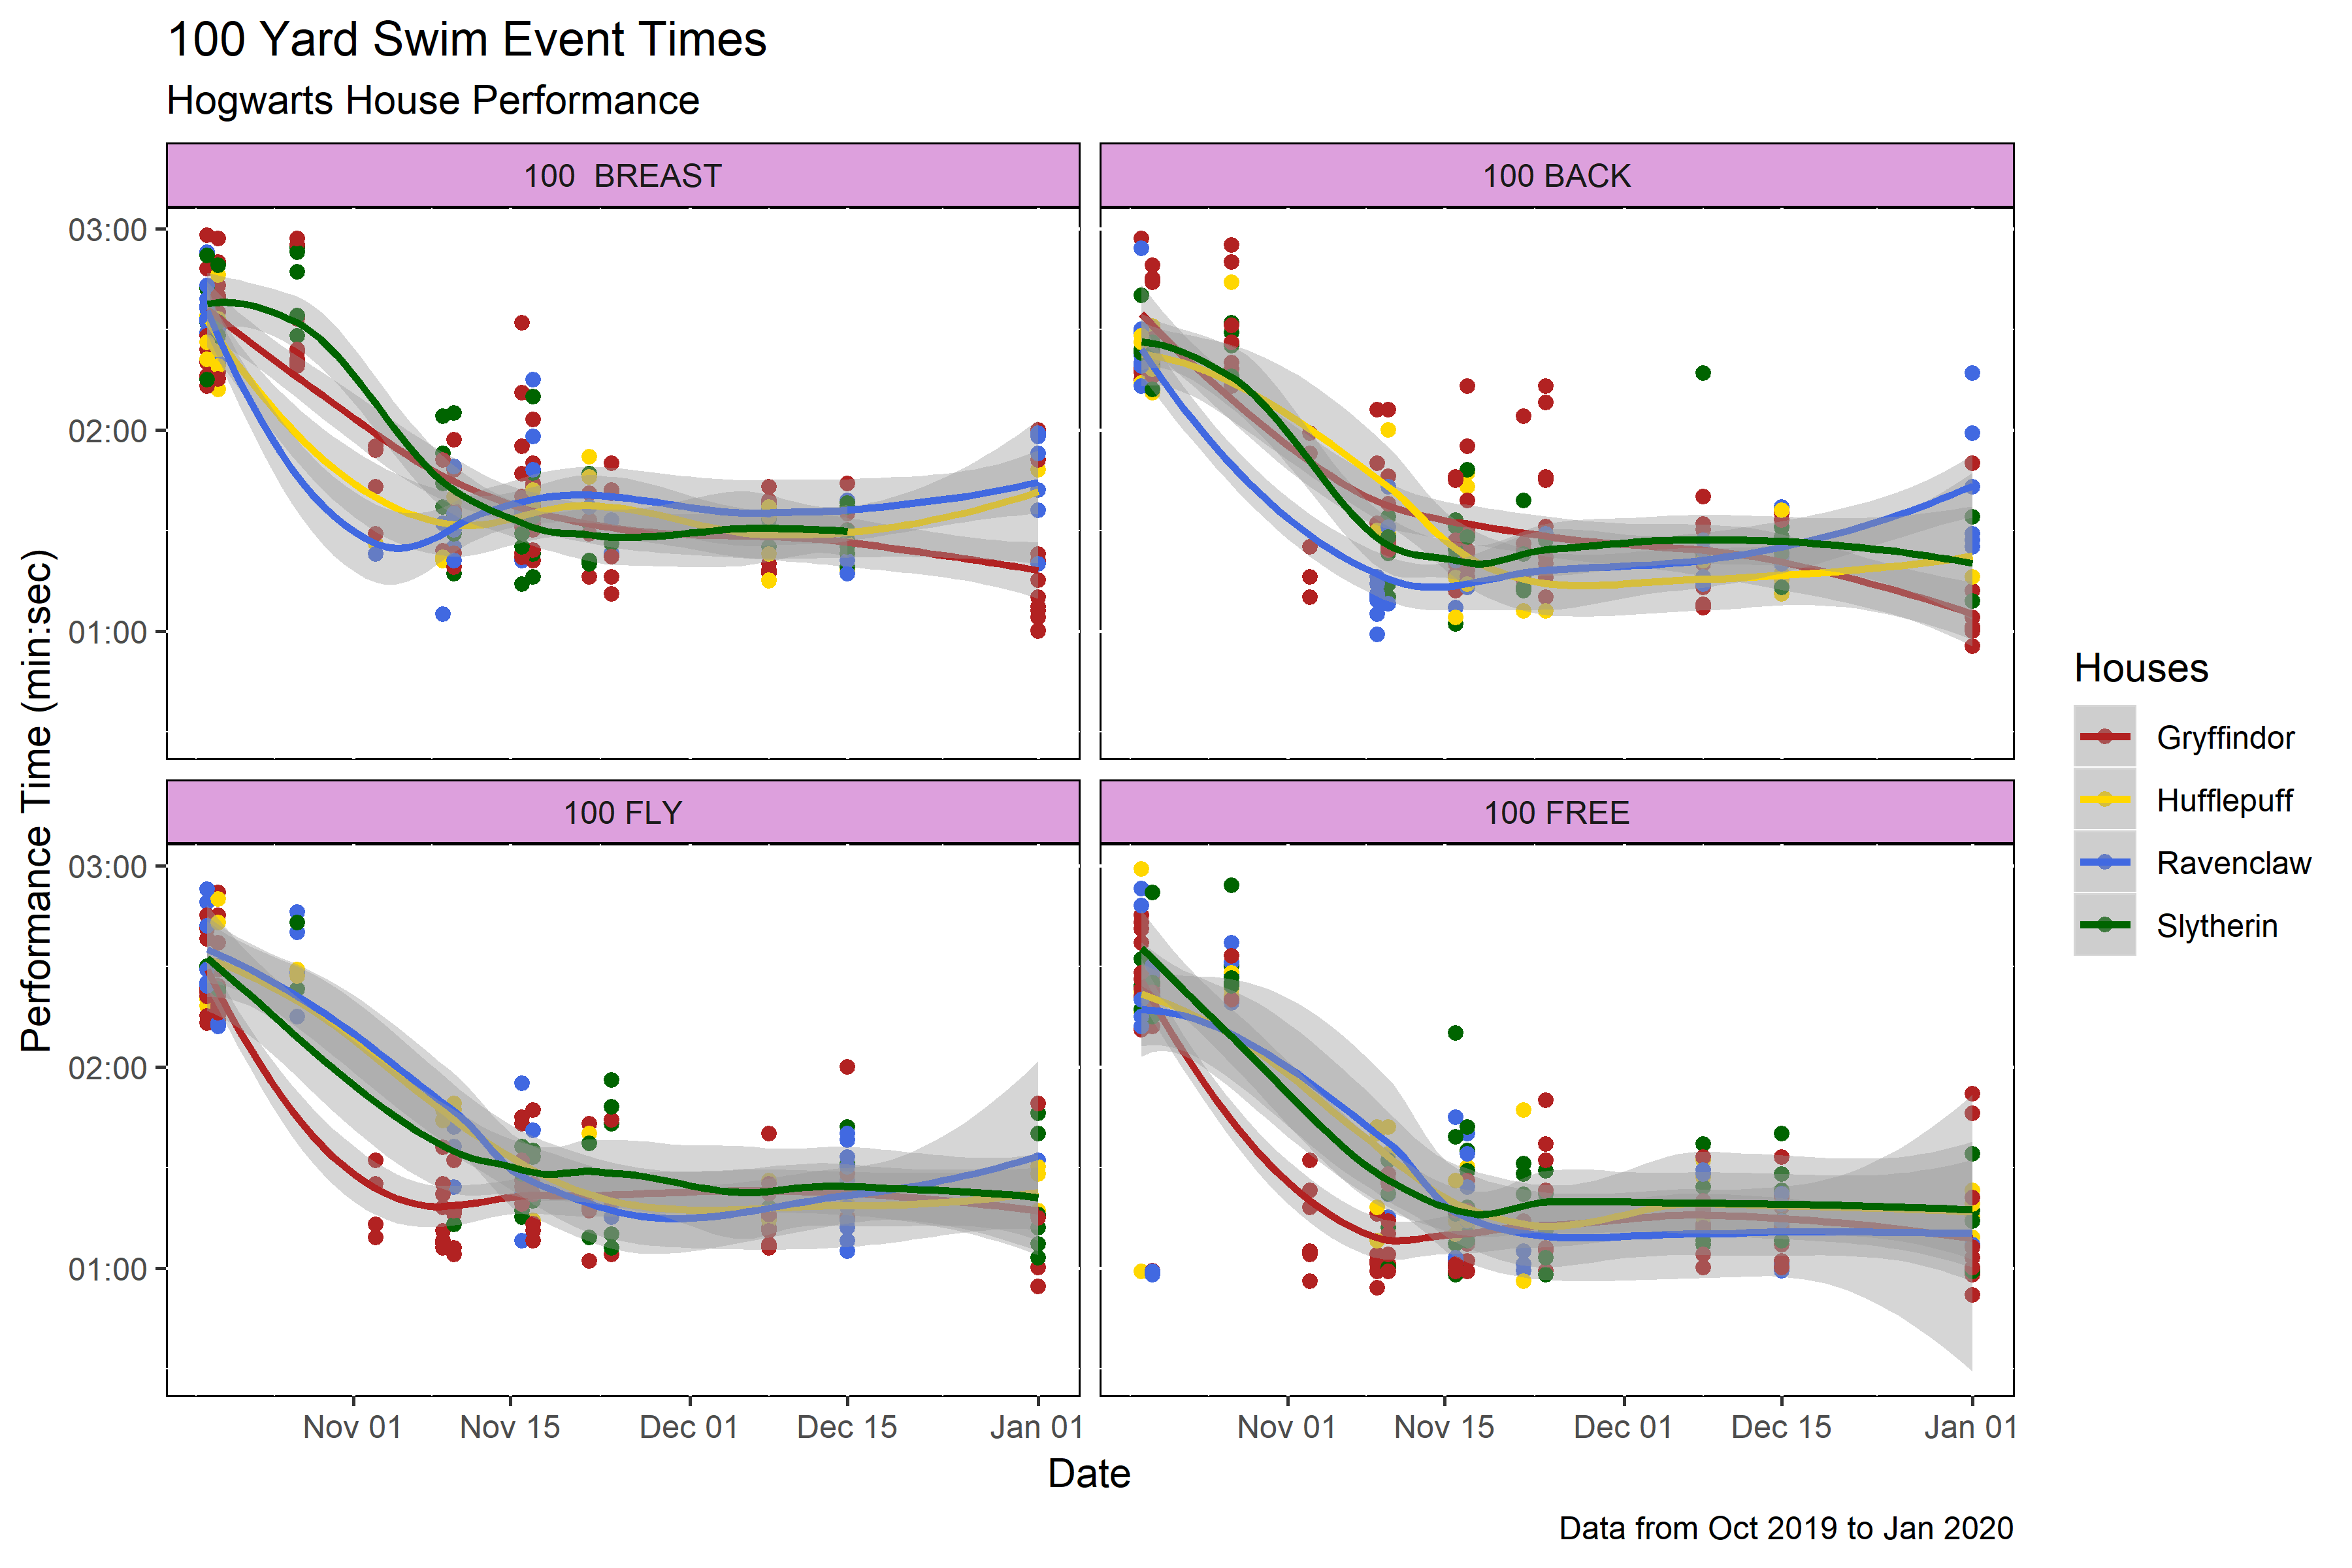 100 Yard Swim Event Times
Hogwarts House Performance
100  BREAST
100 BACK
03:00
02:00
01:00
100 FLY
100 FREE
03:00
02:00
01:00
Performance Time (min:sec)
Nov 01
Nov 15
Dec 01
Dec 15
Jan 01
Nov 01
Nov 15
Dec 01
Dec 15
Jan 01
Date
Houses
Gryffindor
Hufflepuff
Ravenclaw
Slytherin
Data from Oct 2019 to Jan 2020